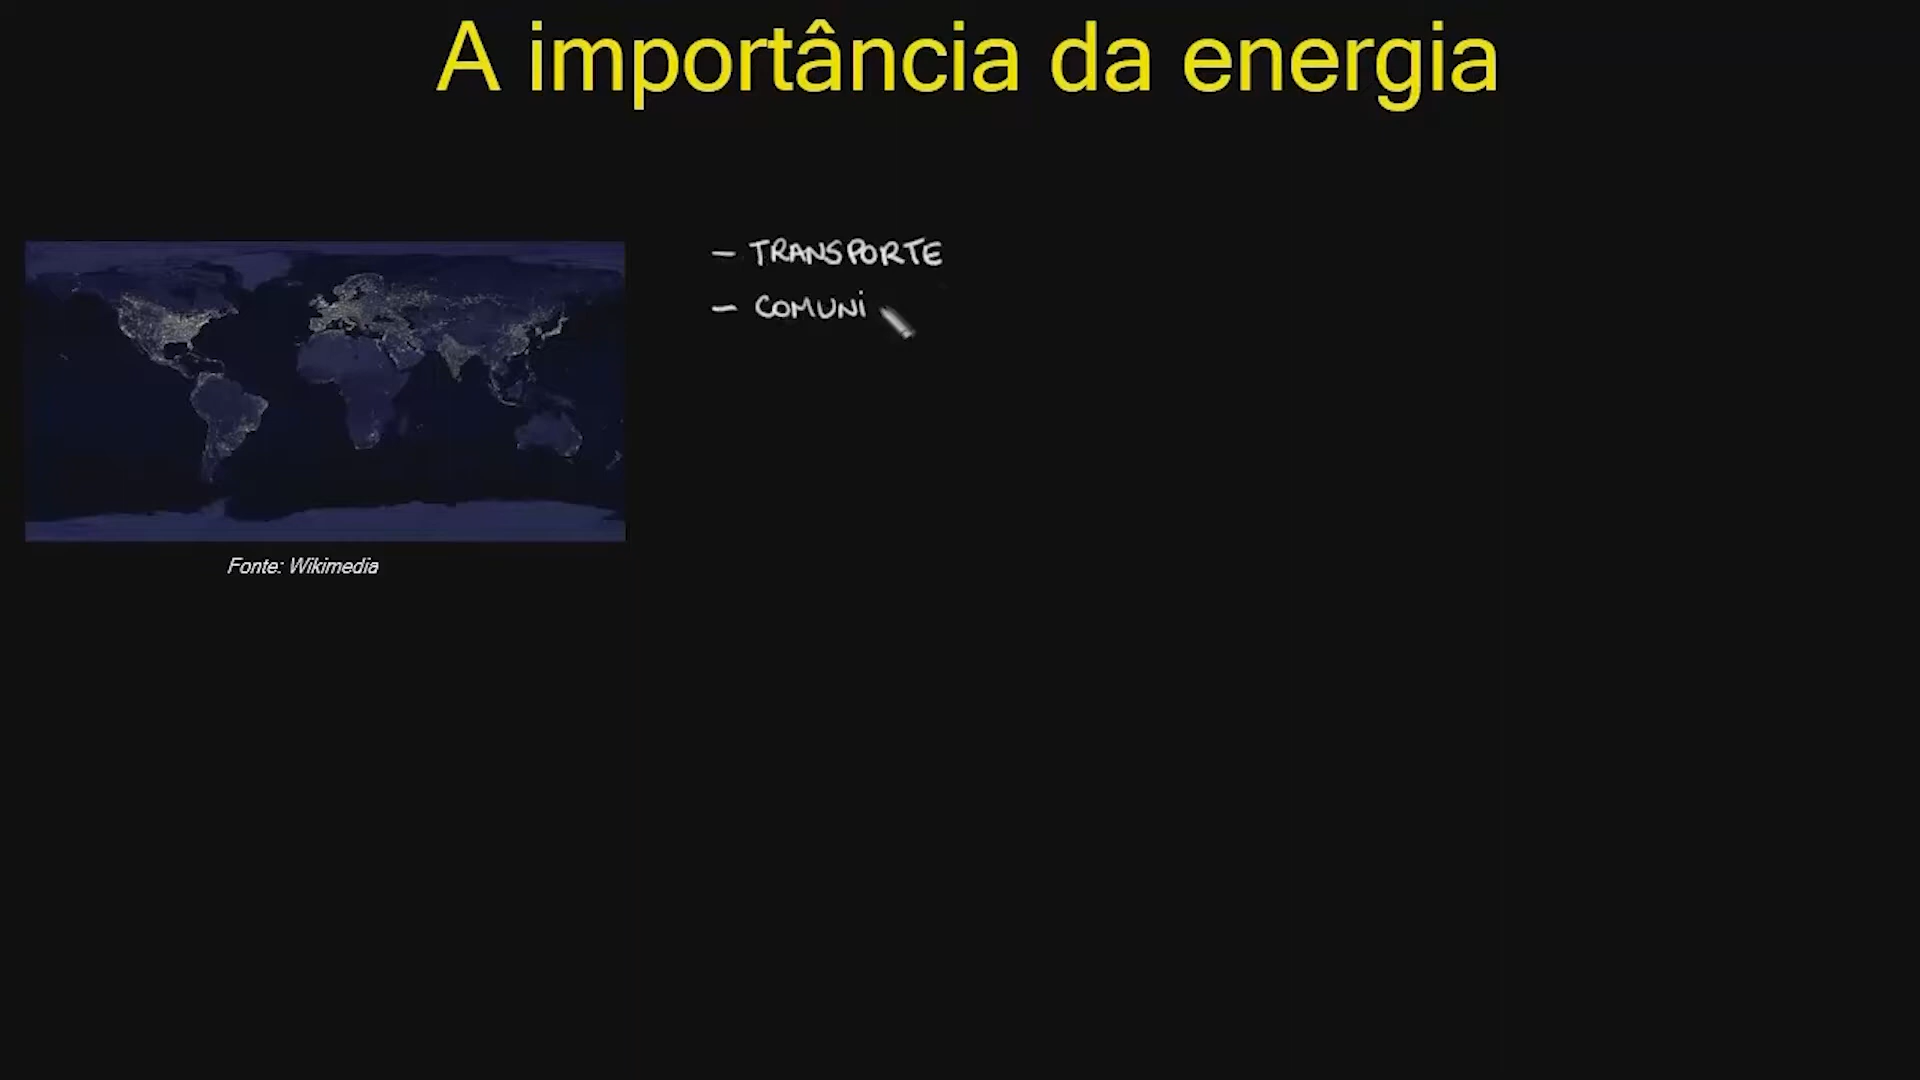 A importância da energia
- TRANSPORTE
- COMUNI
Fonte: Wikimedia